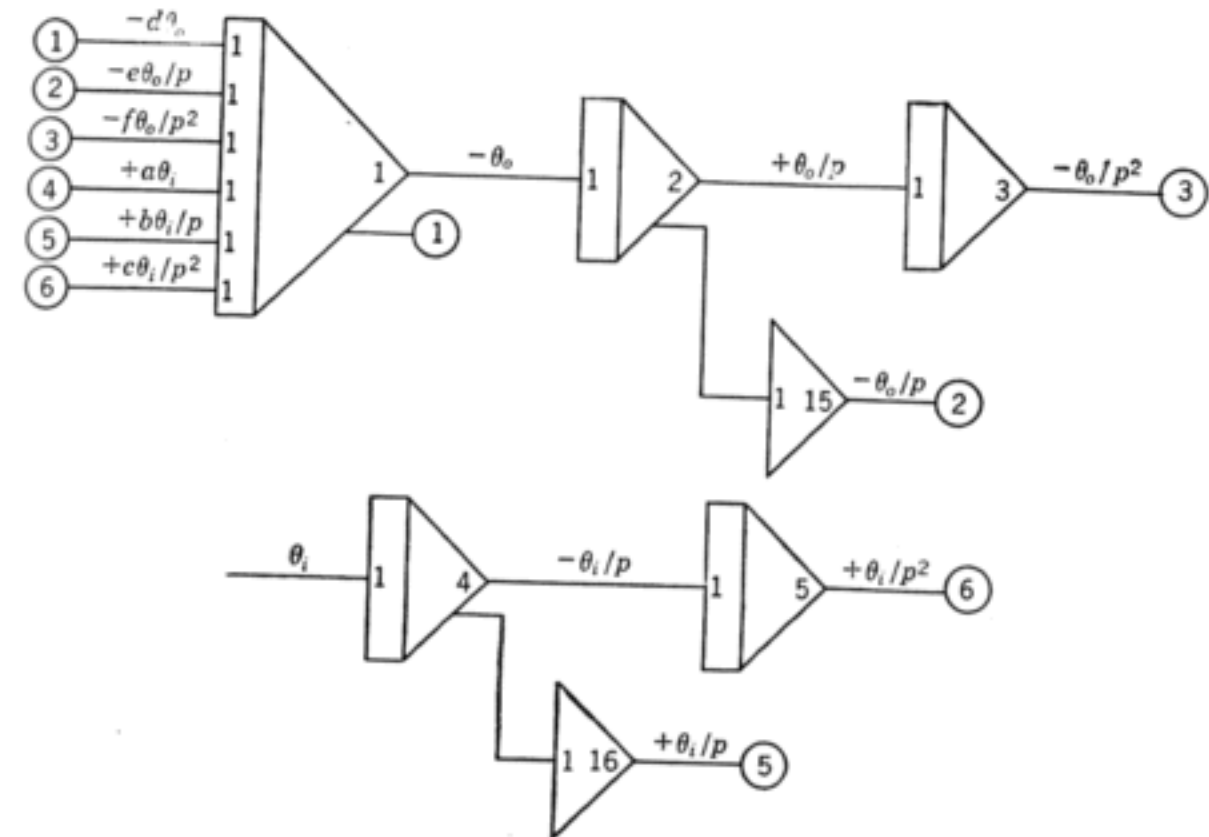 1 −dθₒ 1
2 −eθₒ/p 1
3 −fθₒ/p² 1
4 +aθᵢ 1
5 +bθᵢ/p 1
6 +cθᵢ/p² 1
1 −θₒ
1
1 2 +θₒ/p
1 3 −θₒ/p² 3
1 15 −θₒ/p 2
θᵢ 1 4 −θᵢ/p 1 5 +θᵢ/p² 6
1 16 +θᵢ/p 5